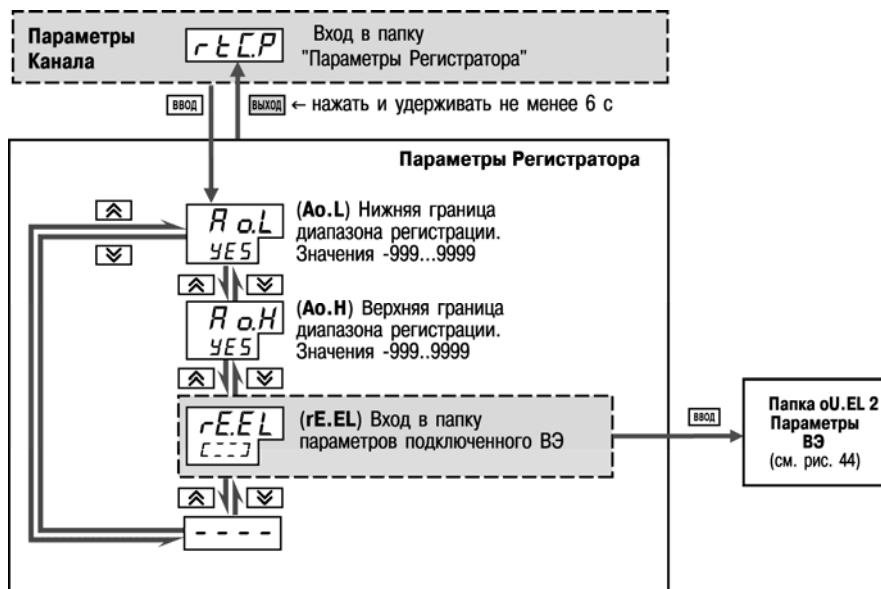 Параметры
Канала
rtC.P
Вход в папку
"Параметры Регистратора"
ВВОД
ВЫХОД ← нажать и удерживать не менее 6 с
Параметры Регистратора
Ao.L
YES
(Ao.L) Нижняя граница
диапазона регистрации.
Значения -999...9999
Ao.H
YES
(Ao.H) Верхняя граница
диапазона регистрации.
Значения -999..9999
rE.EL
(rE.EL) Вход в папку
параметров подключенного ВЭ
ВВОД
Папка oU.EL 2
Параметры
ВЭ
(см. рис. 44)
- - - -